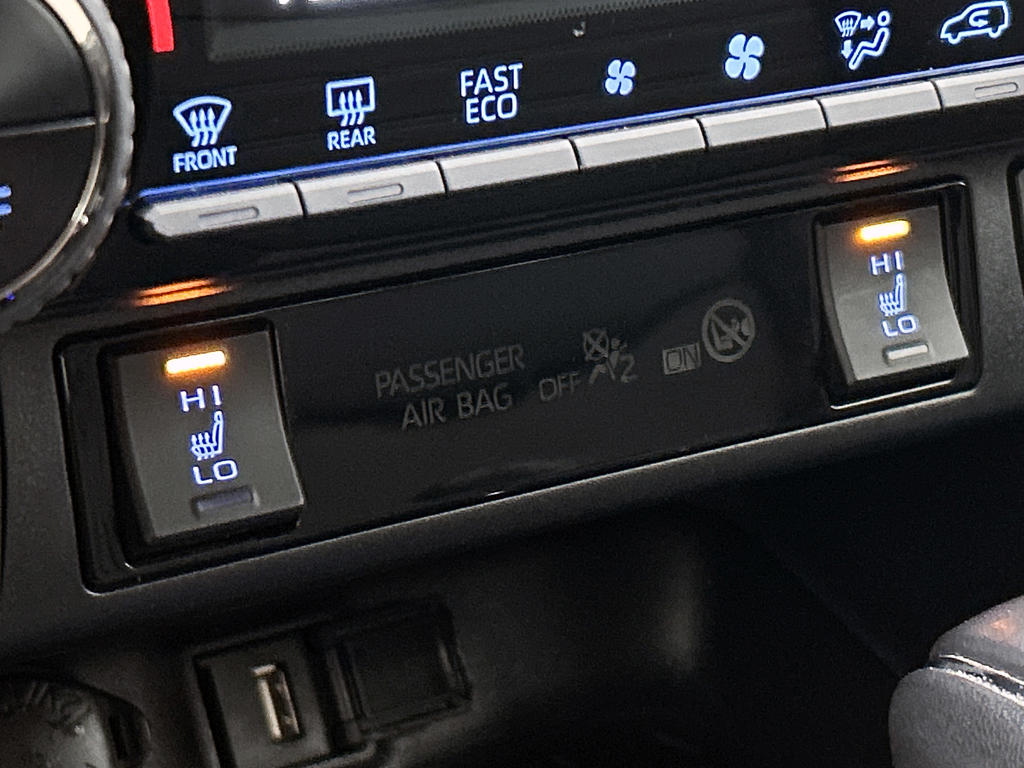 FRONT
REAR
FAST
ECO
HI
LO
PASSENGER
AIR BAG
OFF
2
ON
HI
LO